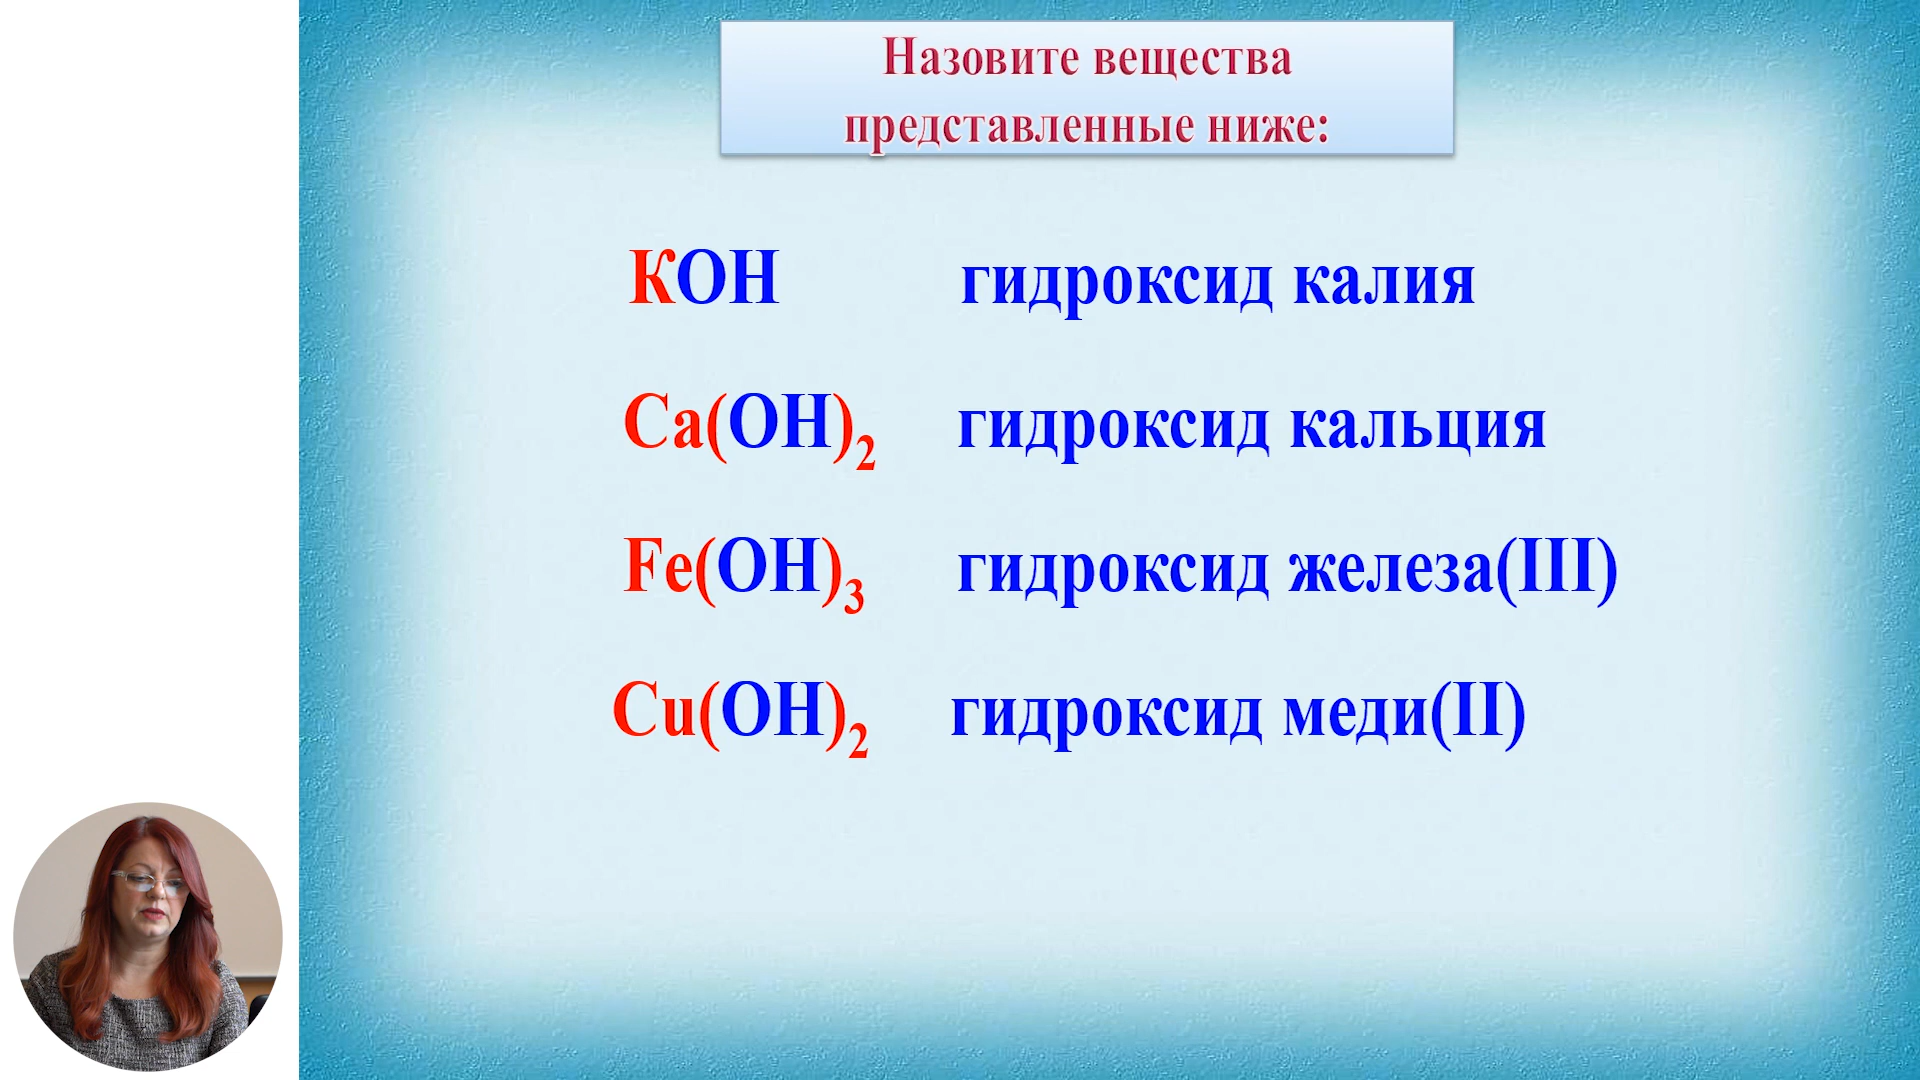 Назовите вещества
представленные ниже:
КОН гидроксид калия
Ca(OH)₂ гидроксид кальция
Fe(OH)₃ гидроксид железа(III)
Cu(OH)₂ гидроксид меди(II)